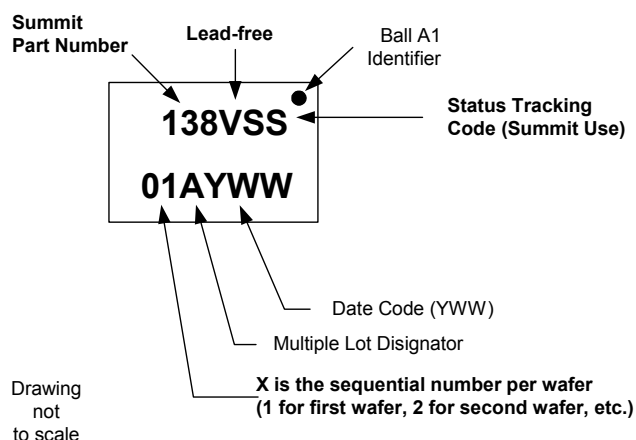 Summit
Part Number
Lead-free
Ball A1
Identifier
138VSS
Status Tracking
Code (Summit Use)
01AYWW
Date Code (YWW)
Multiple Lot Disignator
X is the sequential number per wafer
(1 for first wafer, 2 for second wafer, etc.)
Drawing
not
to scale